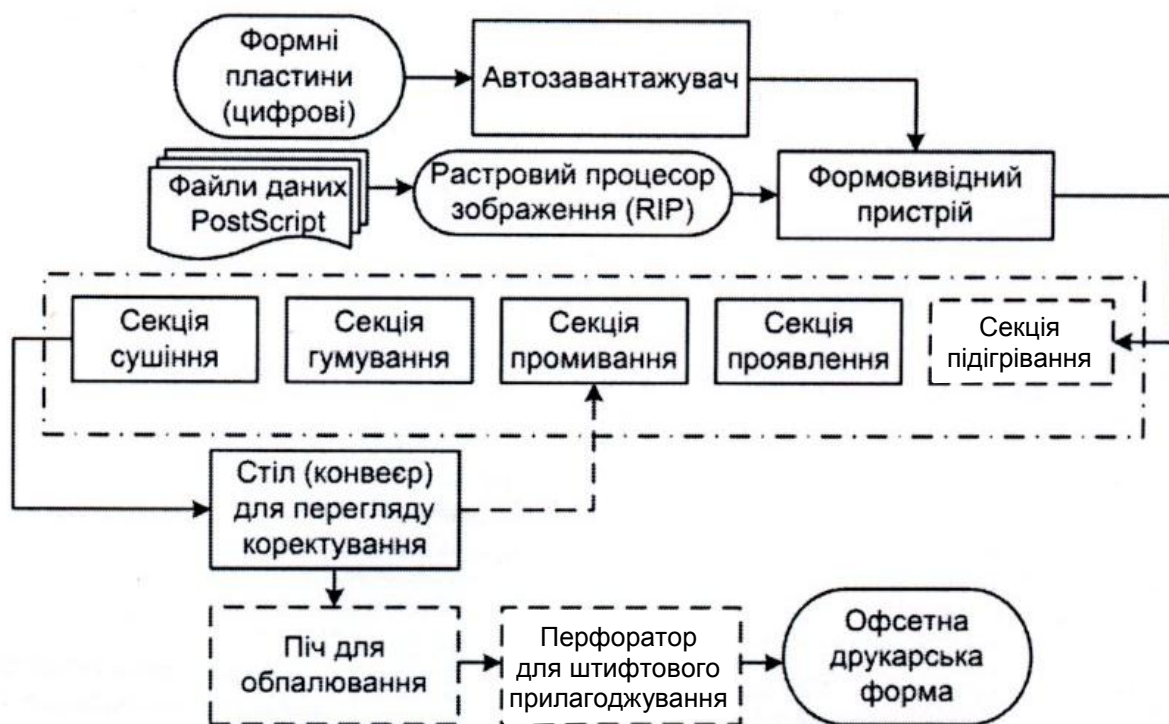 Формні
пластини
(цифрові)
Автозавантажувач
Файли даних
PostScript
Растровий процесор
зображення (RIP)
Формовивідний
пристрій
Секція
сушіння
Секція
гумування
Секція
промивання
Секція
проявлення
Секція
підігрівання
Стіл (конвеєр)
для перегляду
коректування
Піч для
обпалювання
Перфоратор
для штифтового
прилагоджування
Офсетна
друкарська
форма